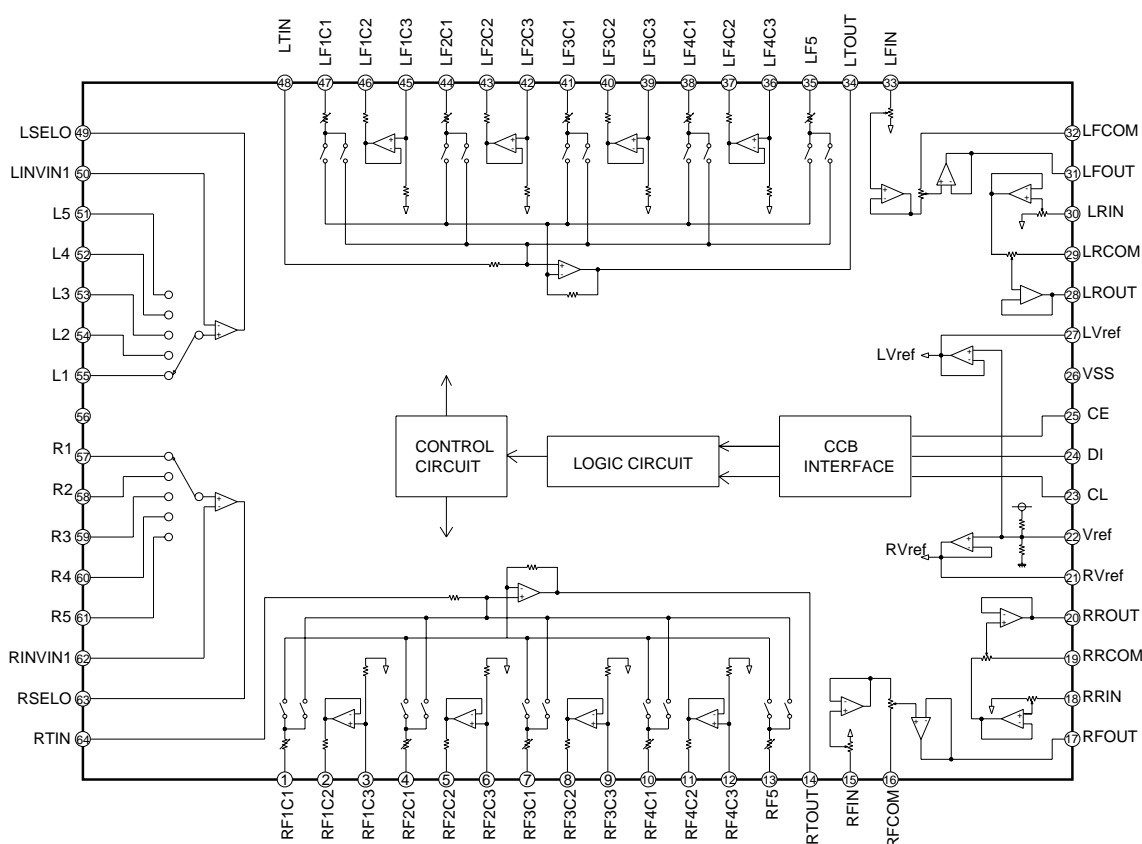 LTIN
LF1C1
LF1C2
LF1C3
LF2C1
LF2C2
LF2C3
LF3C1
LF3C2
LF3C3
LF4C1
LF4C2
LF4C3
LF5
LTOUT
LFIN
48
47
46
45
44
43
42
41
40
39
38
37
36
35
34
33
LSELO 49
LINVIN1 50
L5 51
L4 52
L3 53
L2 54
L1 55
56
R1 57
R2 58
R3 59
R4 60
R5 61
RINVIN1 62
RSELO 63
RTIN 64
CONTROL
CIRCUIT
LOGIC CIRCUIT
CCB
INTERFACE
LVref
RVref
32 LFCOM
31 LFOUT
30 LRIN
29 LRCOM
28 LROUT
27 LVref
26 VSS
25 CE
24 DI
23 CL
22 Vref
21 RVref
20 RROUT
19 RRCOM
18 RRIN
17 RFOUT
1
2
3
4
5
6
7
8
9
10
11
12
13
14
15
16
RF1C1
RF1C2
RF1C3
RF2C1
RF2C2
RF2C3
RF3C1
RF3C2
RF3C3
RF4C1
RF4C2
RF4C3
RF5
RTOUT
RFIN
RFCOM